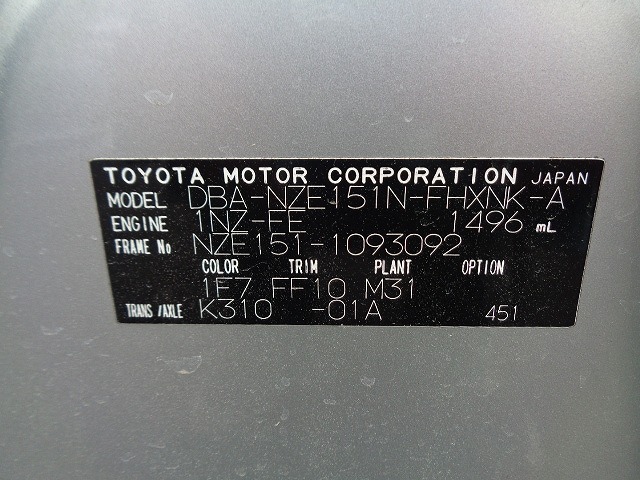 TOYOTA MOTOR CORPORATION JAPAN
MODEL DBA-NZE151N-FHXNK-A
ENGINE 1NZ-FE 1496 mL
FRAME No NZE151-1093092
COLOR TRIM PLANT OPTION
1E7 FF10 M31
TRANS/AXLE K310 -01A 451